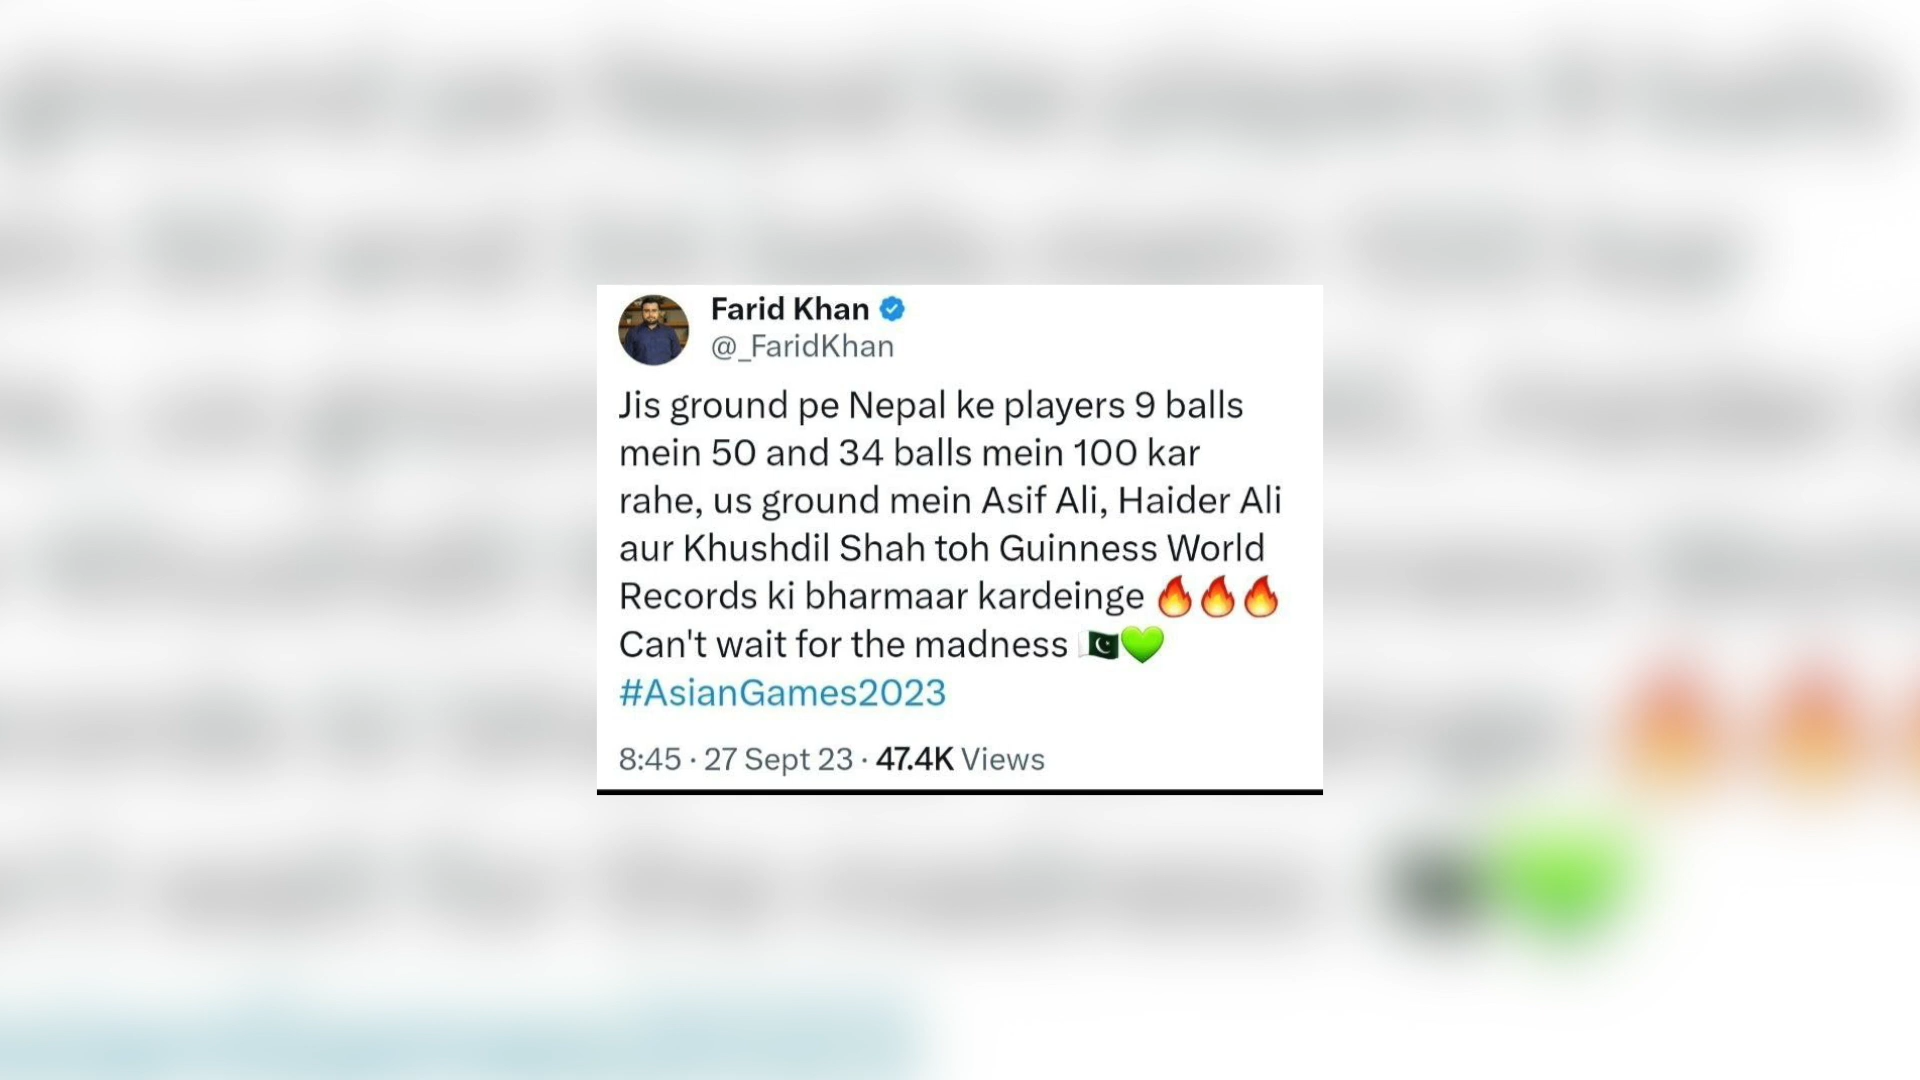 Farid Khan
@_FaridKhan
Jis ground pe Nepal ke players 9 balls
mein 50 and 34 balls mein 100 kar
rahe, us ground mein Asif Ali, Haider Ali
aur Khushdil Shah toh Guinness World
Records ki bharmaar kardeinge 🔥🔥🔥
Can't wait for the madness 🇵🇰💚
#AsianGames2023
8:45 · 27 Sept 23 · 47.4K Views